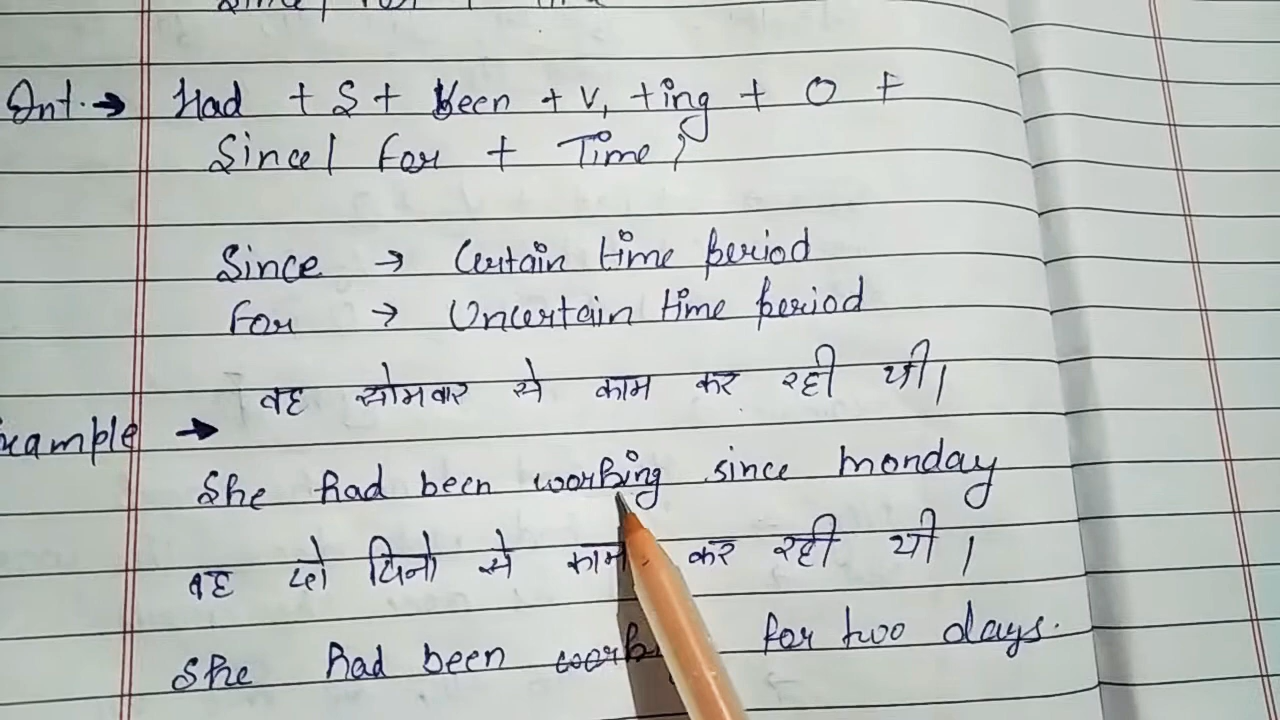 Int. → Had + S + been + V1 + ing + O +
Since / for + Time ?
Since → Certain time period
For → Uncertain time period
वह सोमवार से काम कर रही थी।
Example →
She had been working since monday
वह दो दिनो से काम कर रही थी।
She had been for two days.